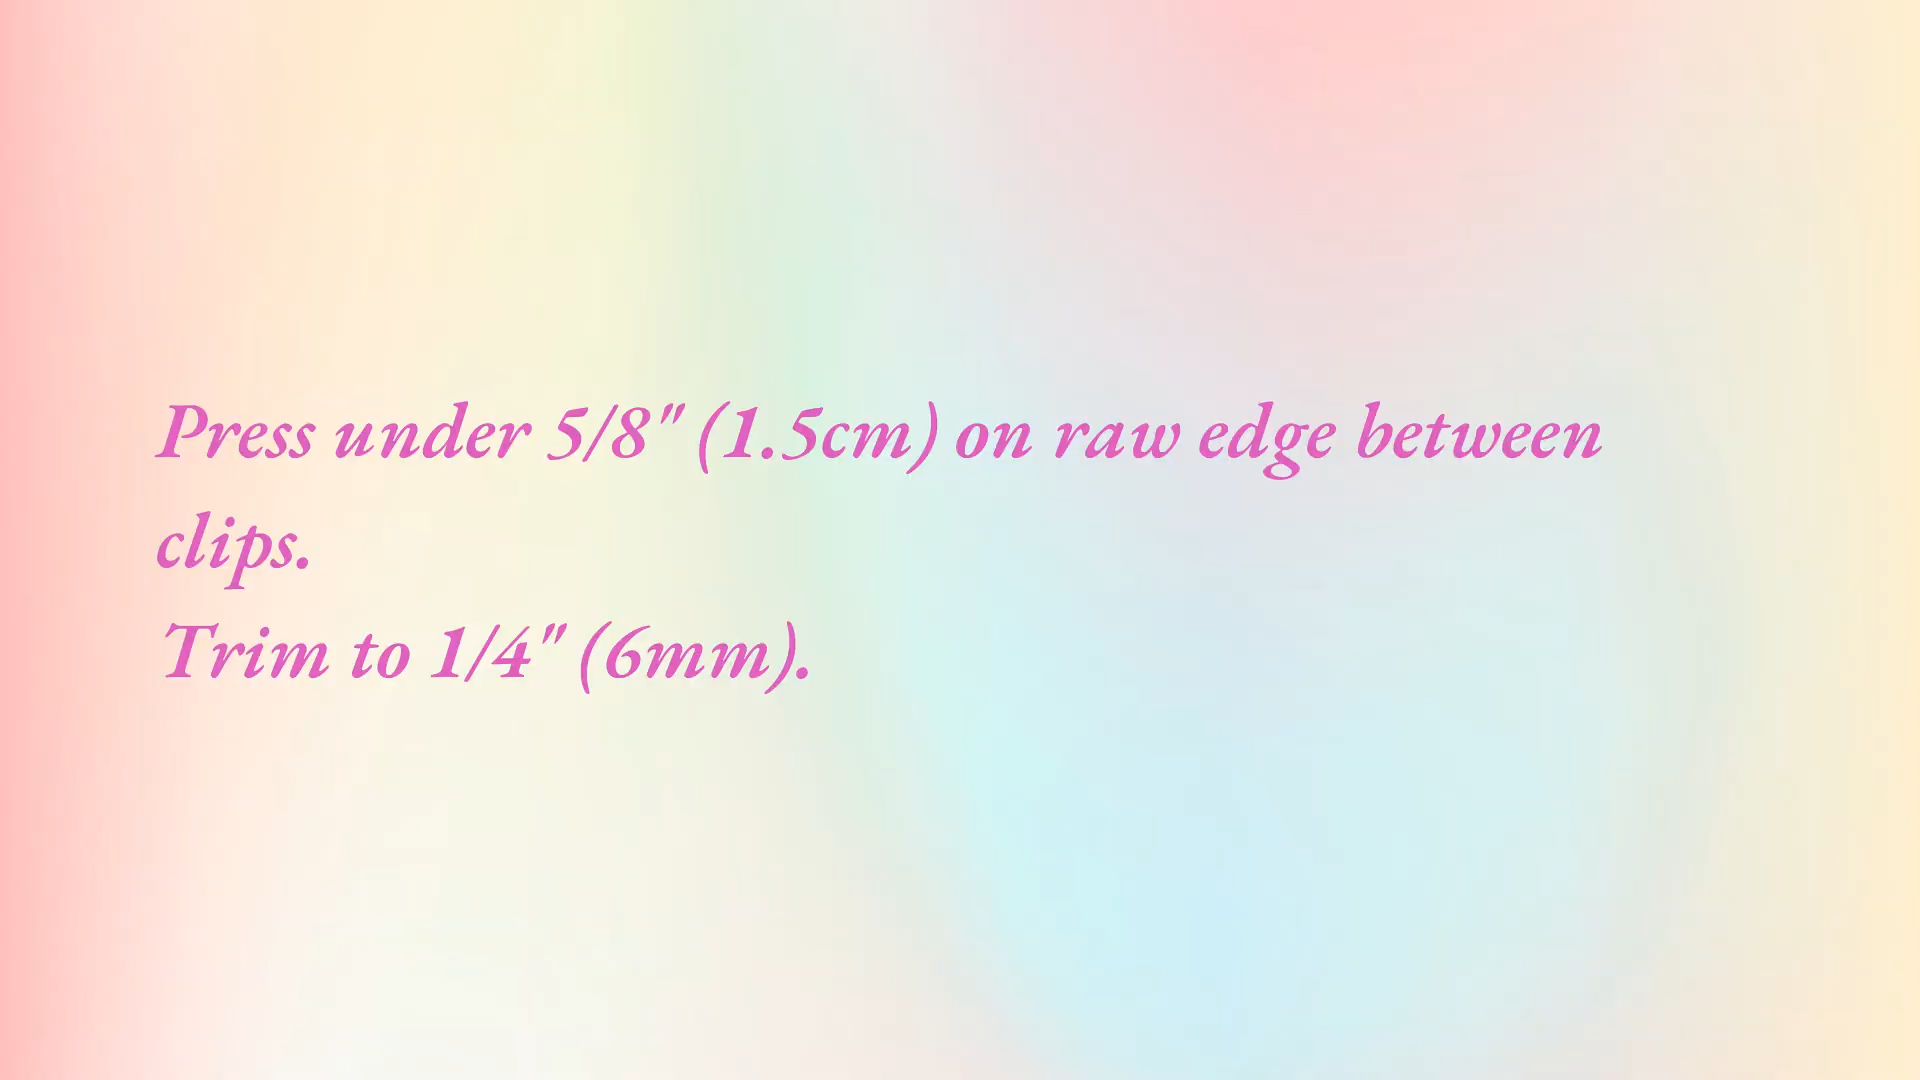 Press under 5/8" (1.5cm) on raw edge between
clips.
Trim to 1/4" (6mm).